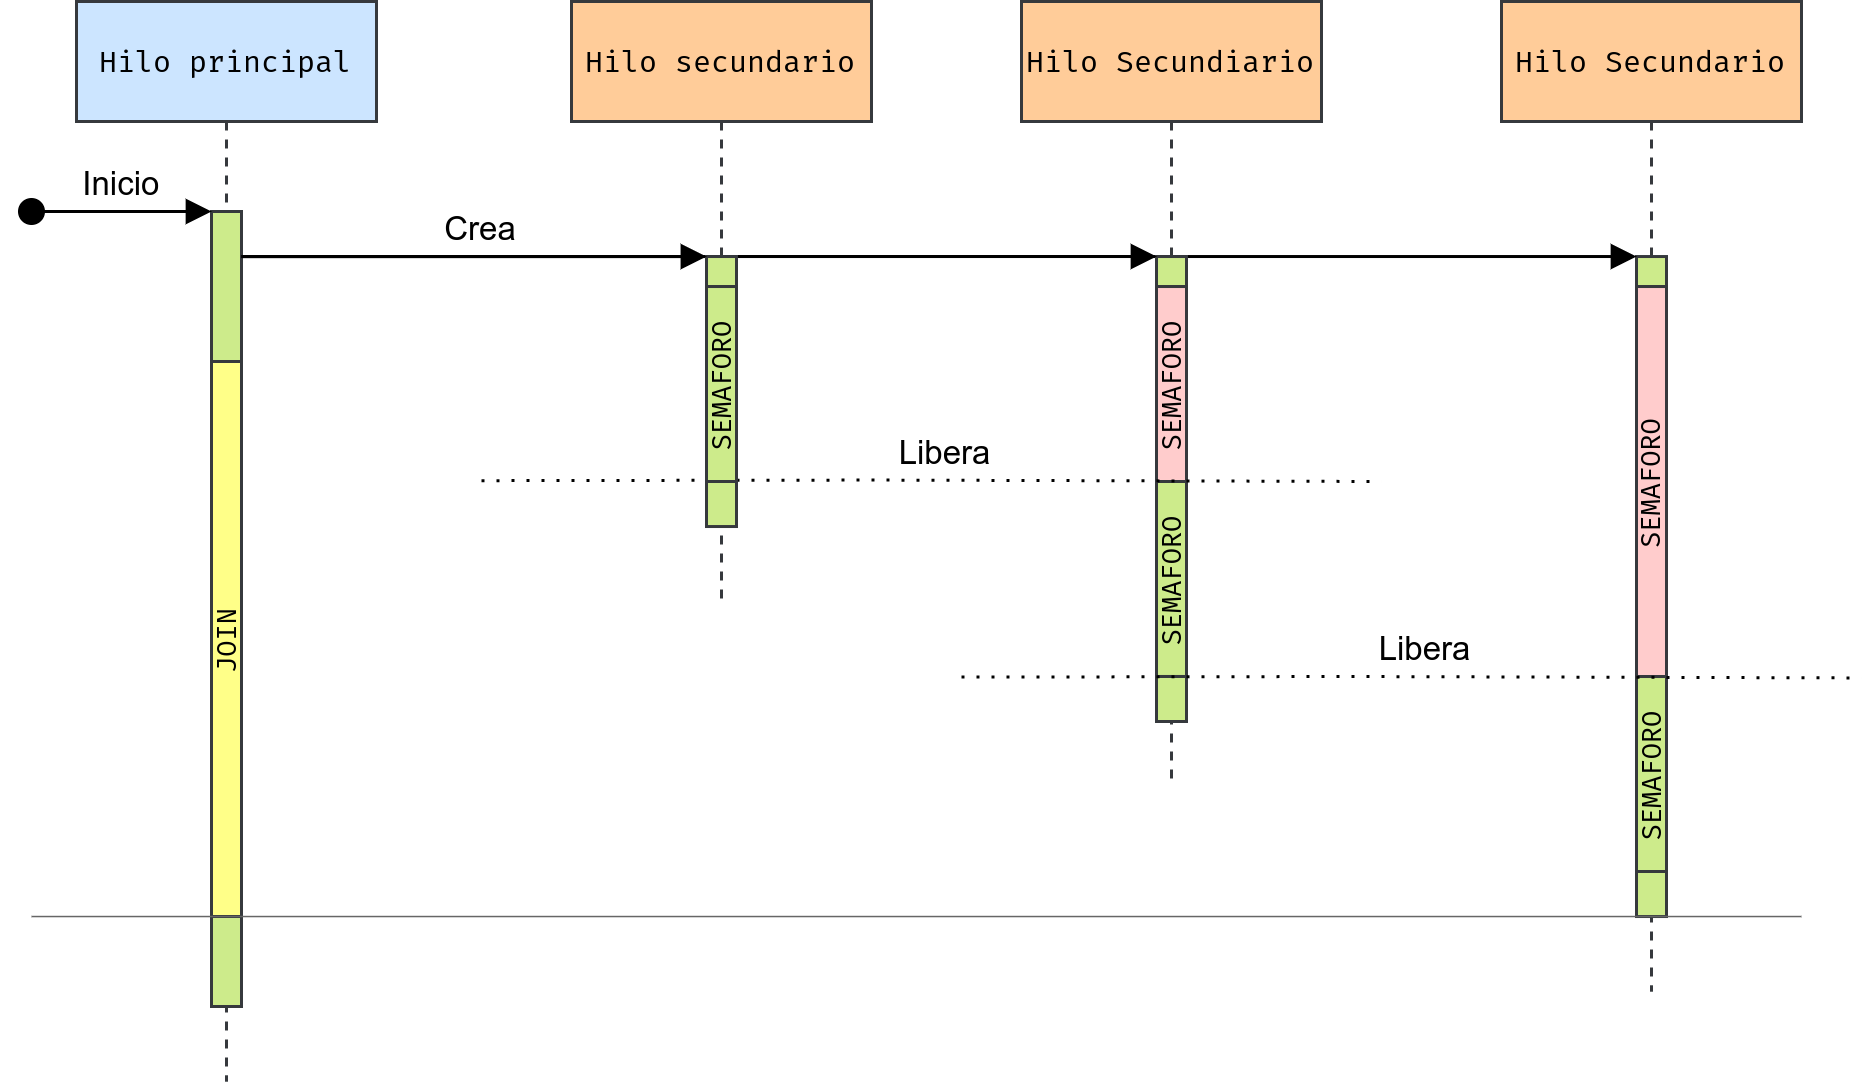 Hilo principal
Hilo secundario
Hilo Secundiario
Hilo Secundario
Inicio
Crea
SEMAFORO
SEMAFORO
SEMAFORO
Libera
SEMAFORO
JOIN
Libera
SEMAFORO